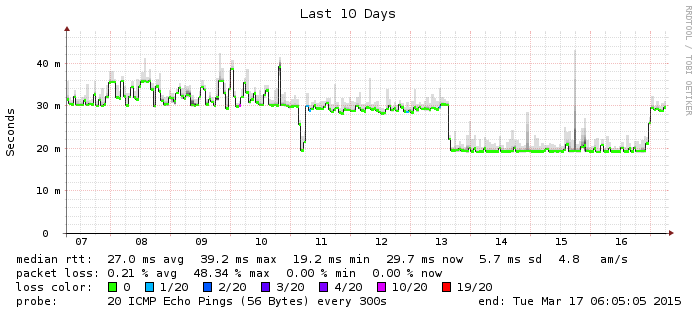 Last 10 Days
RRDTOOL / TOBI OETIKER
Seconds
40 m
30 m
20 m
10 m
0
07 08 09 10 11 12 13 14 15 16
median rtt: 27.0 ms avg 39.2 ms max 19.2 ms min 29.7 ms now 5.7 ms sd 4.8 am/s
packet loss: 0.21 % avg 48.34 % max 0.00 % min 0.00 % now
loss color: 0 1/20 2/20 3/20 4/20 10/20 19/20
probe: 20 ICMP Echo Pings (56 Bytes) every 300s end: Tue Mar 17 06:05:05 2015